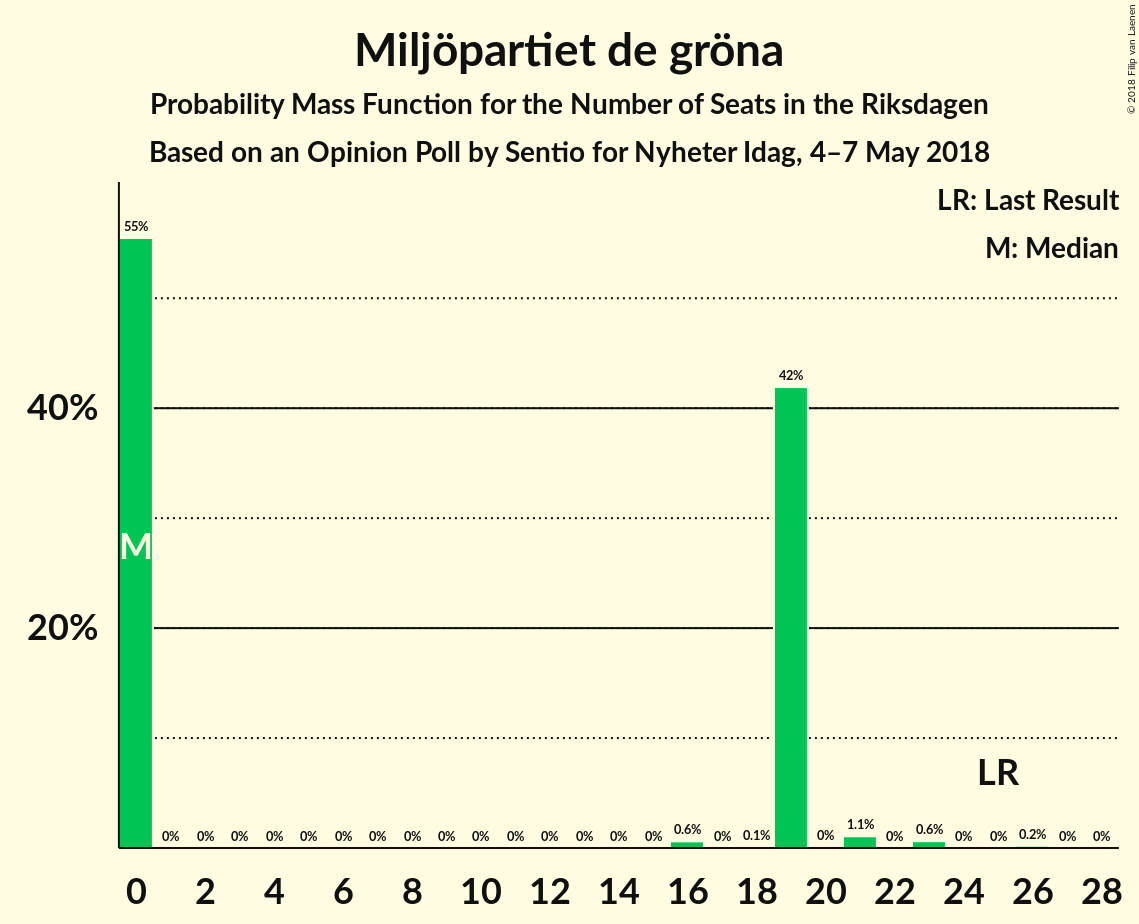 Miljöpartiet de gröna
Probability Mass Function for the Number of Seats in the Riksdagen
Based on an Opinion Poll by Sentio for Nyheter Idag, 4–7 May 2018
© 2018 Filip van Laenen
LR: Last Result
M: Median
55%
42%
40%
M
20%
LR
0% 0% 0% 0% 0% 0% 0% 0% 0% 0% 0% 0% 0% 0% 0% 0.6% 0% 0.1% 0% 1.1% 0% 0.6% 0% 0% 0.2% 0% 0%
0 2 4 6 8 10 12 14 16 18 20 22 24 26 28